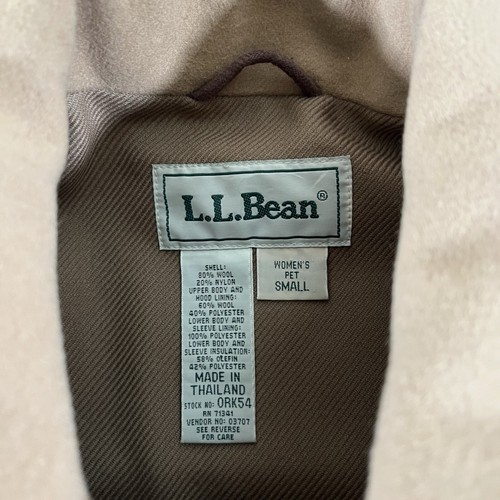 L.L.Bean®
SHELL:
80% WOOL
20% NYLON
UPPER BODY AND
HOOD LINING:
60% WOOL
40% POLYESTER
LOWER BODY AND
SLEEVE LINING:
100% POLYESTER
LOWER BODY AND
SLEEVE INSULATION:
58% OLEFIN
42% POLYESTER
MADE IN
THAILAND
STOCK NO: 0RK54
RN 71341
VENDOR NO: 03707
SEE REVERSE
FOR CARE
WOMEN'S
PET
SMALL